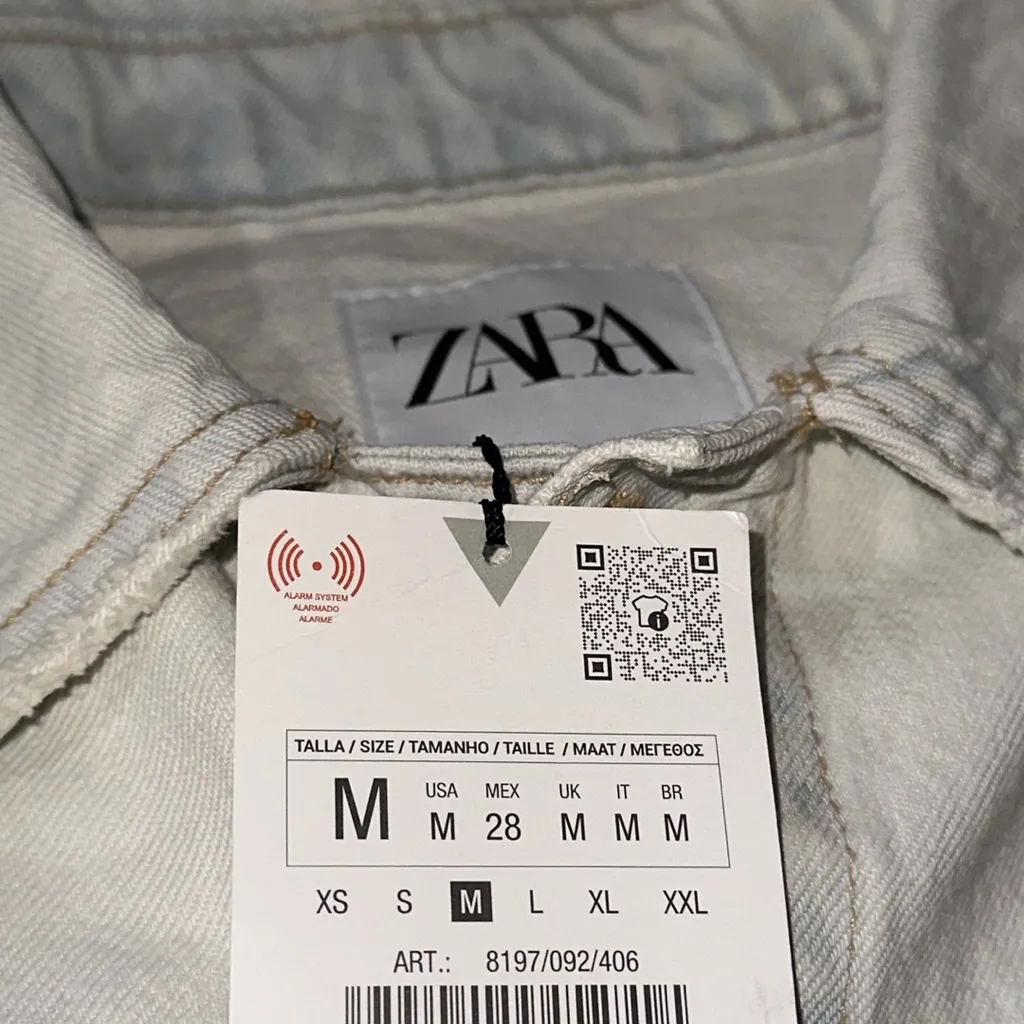 ZARA
ALARM SYSTEM
ALARMADO
ALARME
i
TALLA / SIZE / TAMANHO / TAILLE / MAAT / ΜΕΓΕΘΟΣ
M
USA MEX UK IT BR
M 28 M M M
XS S M L XL XXL
ART.: 8197/092/406